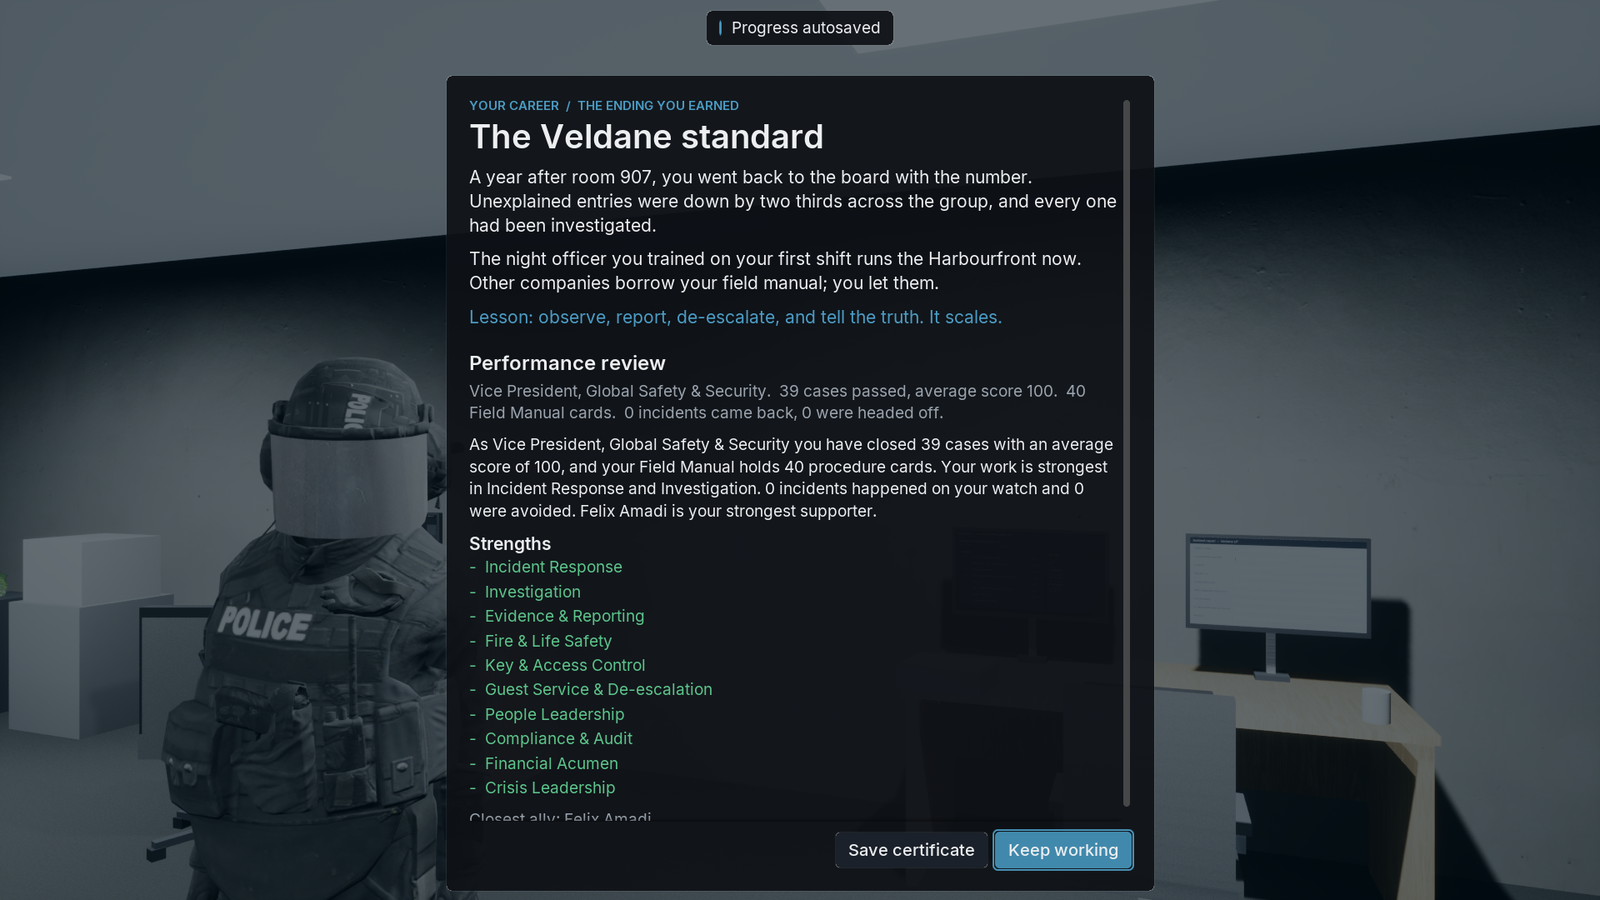 Progress autosaved
YOUR CAREER / THE ENDING YOU EARNED
The Veldane standard
A year after room 907, you went back to the board with the number.
Unexplained entries were down by two thirds across the group, and every one
had been investigated.
The night officer you trained on your first shift runs the Harbourfront now.
Other companies borrow your field manual; you let them.
Lesson: observe, report, de-escalate, and tell the truth. It scales.
Performance review
Vice President, Global Safety & Security. 39 cases passed, average score 100. 40
Field Manual cards. 0 incidents came back, 0 were headed off.
As Vice President, Global Safety & Security you have closed 39 cases with an average
score of 100, and your Field Manual holds 40 procedure cards. Your work is strongest
in Incident Response and Investigation. 0 incidents happened on your watch and 0
were avoided. Felix Amadi is your strongest supporter.
Strengths
- Incident Response
- Investigation
- Evidence & Reporting
- Fire & Life Safety
- Key & Access Control
- Guest Service & De-escalation
- People Leadership
- Compliance & Audit
- Financial Acumen
- Crisis Leadership
Closest ally: Felix Amadi
Save certificate
Keep working
POLICE